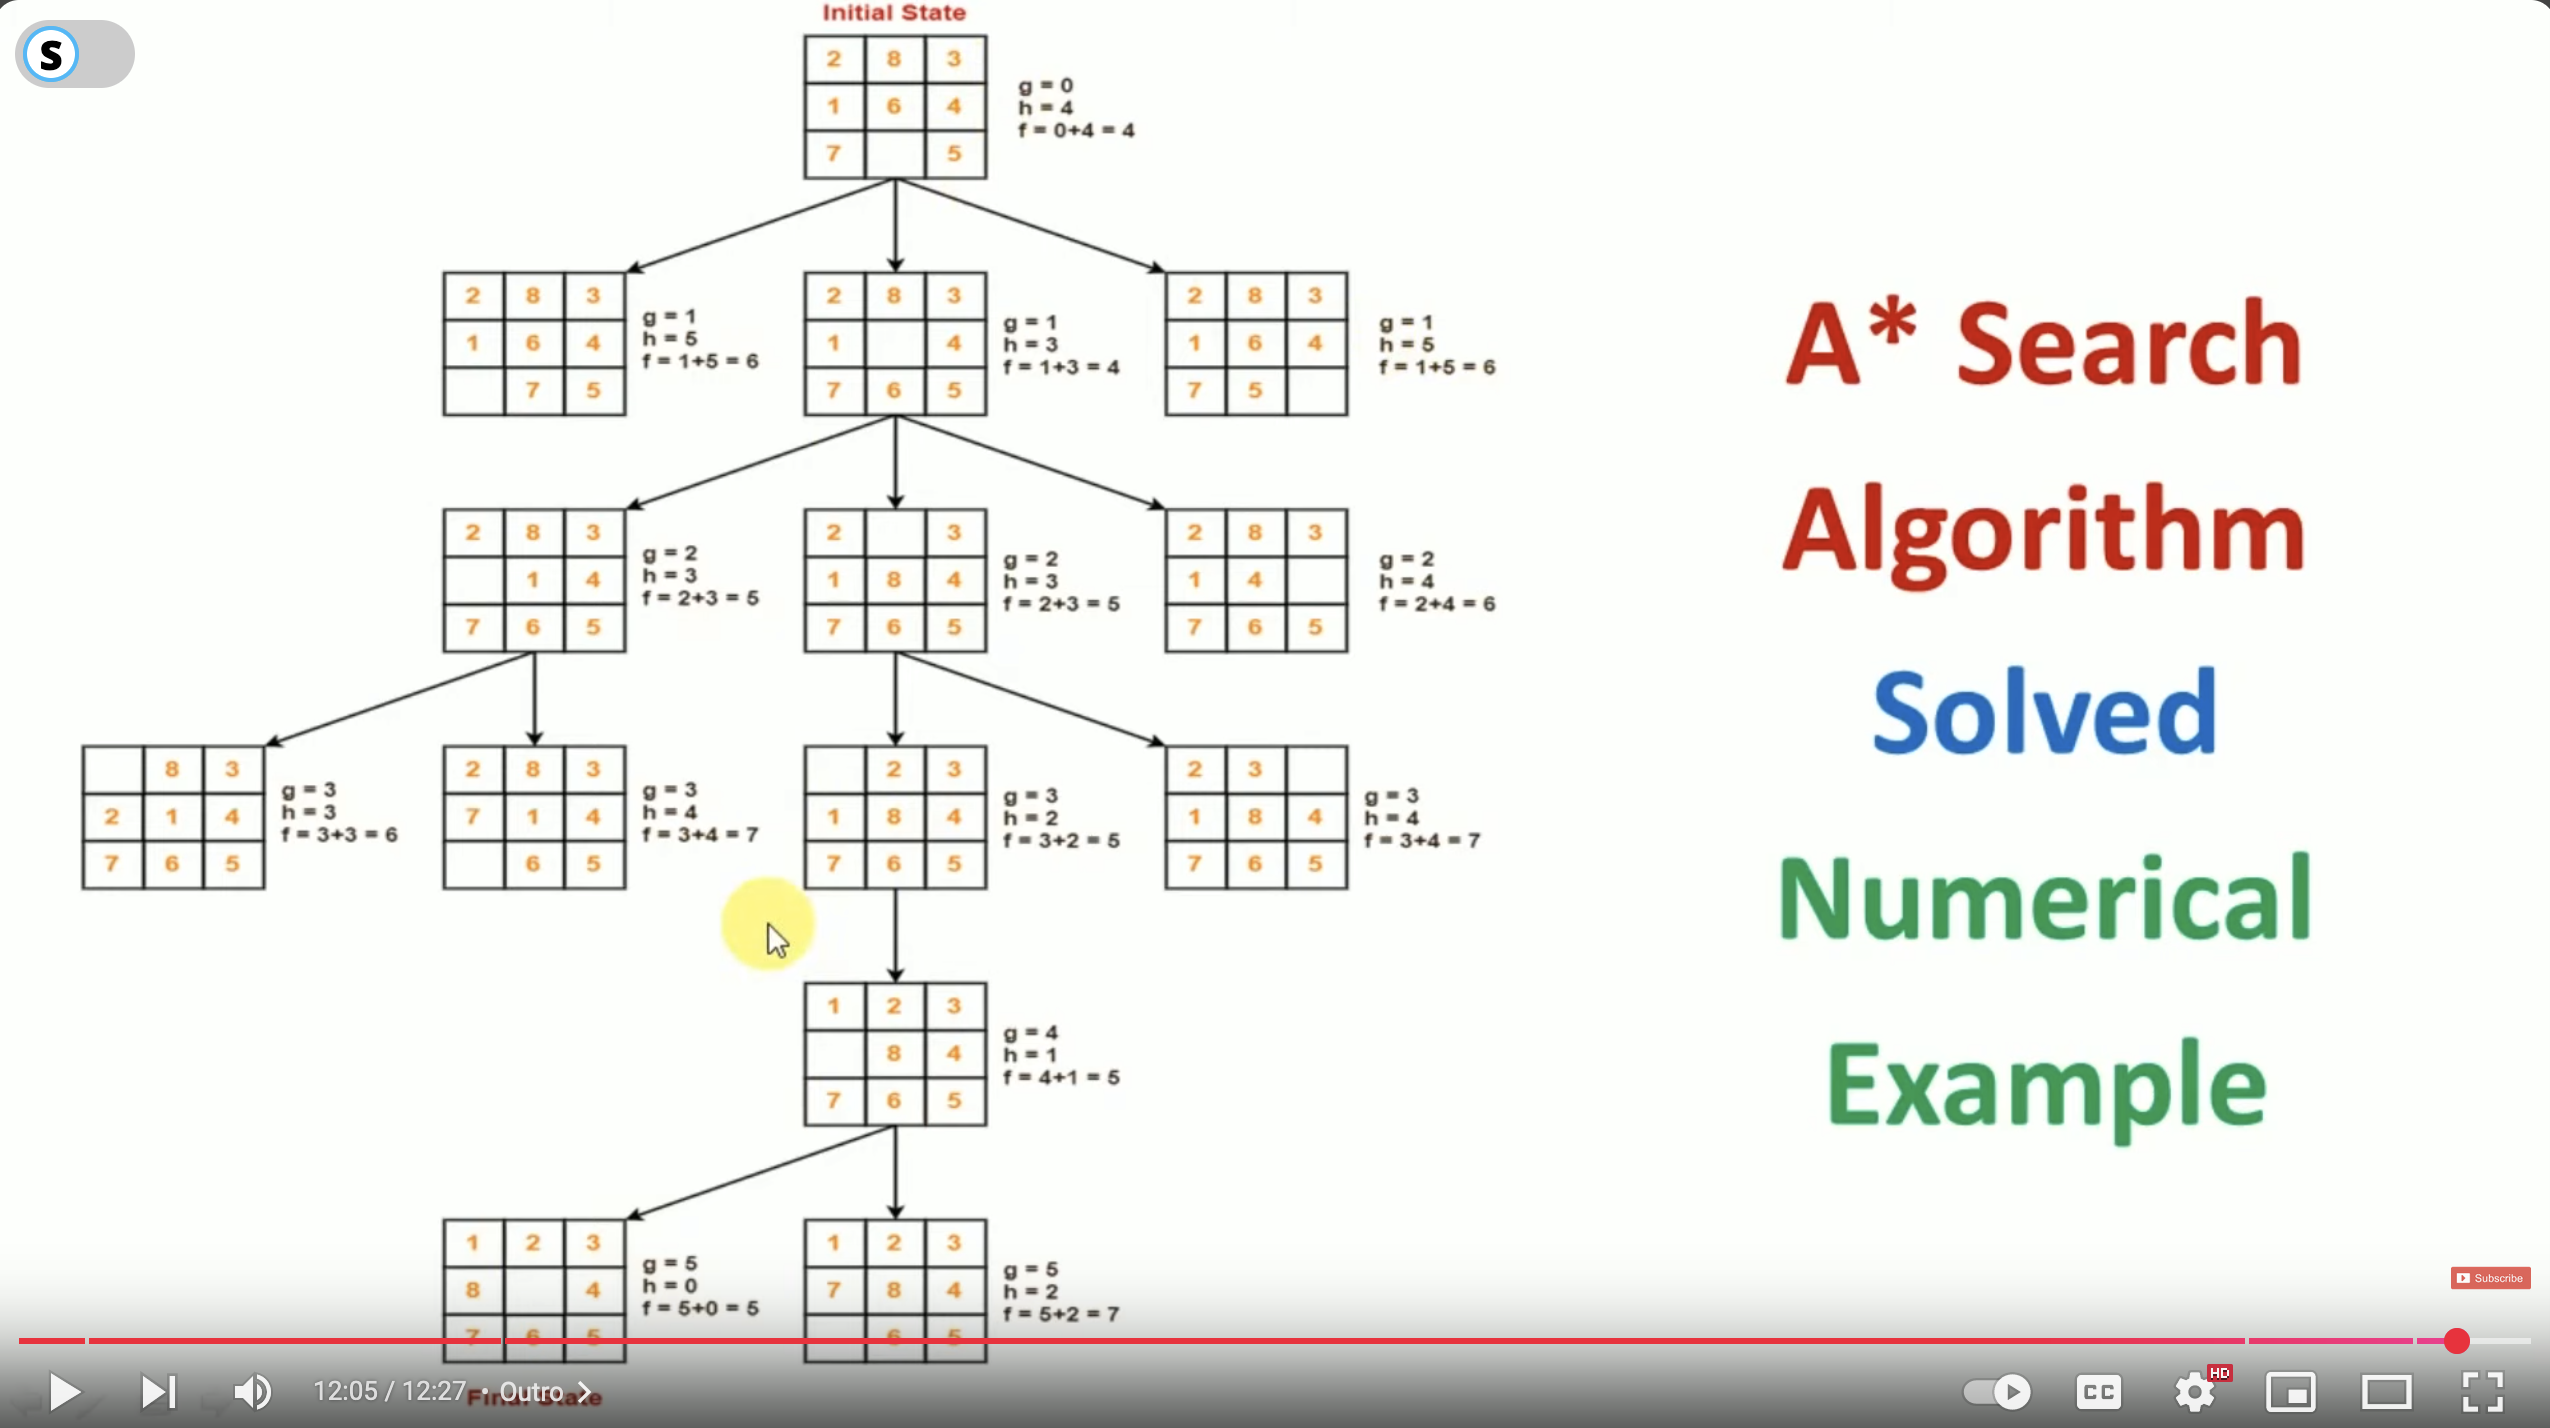 Initial State
S
2 8 3
1 6 4
7 5
g = 0
h = 4
f = 0+4 = 4
2 8 3
1 6 4
7 5
g = 1
h = 5
f = 1+5 = 6
2 8 3
1 4
7 6 5
g = 1
h = 3
f = 1+3 = 4
2 8 3
1 6 4
7 5
g = 1
h = 5
f = 1+5 = 6
2 8 3
1 4
7 6 5
g = 2
h = 3
f = 2+3 = 5
2 3
1 8 4
7 6 5
g = 2
h = 3
f = 2+3 = 5
2 8 3
1 4
7 6 5
g = 2
h = 4
f = 2+4 = 6
8 3
2 1 4
7 6 5
g = 3
h = 3
f = 3+3 = 6
2 8 3
7 1 4
6 5
g = 3
h = 4
f = 3+4 = 7
2 3
1 8 4
7 6 5
g = 3
h = 2
f = 3+2 = 5
2 3
1 8 4
7 6 5
g = 3
h = 4
f = 3+4 = 7
1 2 3
8 4
7 6 5
g = 4
h = 1
f = 4+1 = 5
1 2 3
8 4
7 6 5
g = 5
h = 0
f = 5+0 = 5
1 2 3
7 8 4
6 5
g = 5
h = 2
f = 5+2 = 7
Final State
A* Search
Algorithm
Solved
Numerical
Example
Subscribe
12:05 / 12:27 • Outro
CC
HD